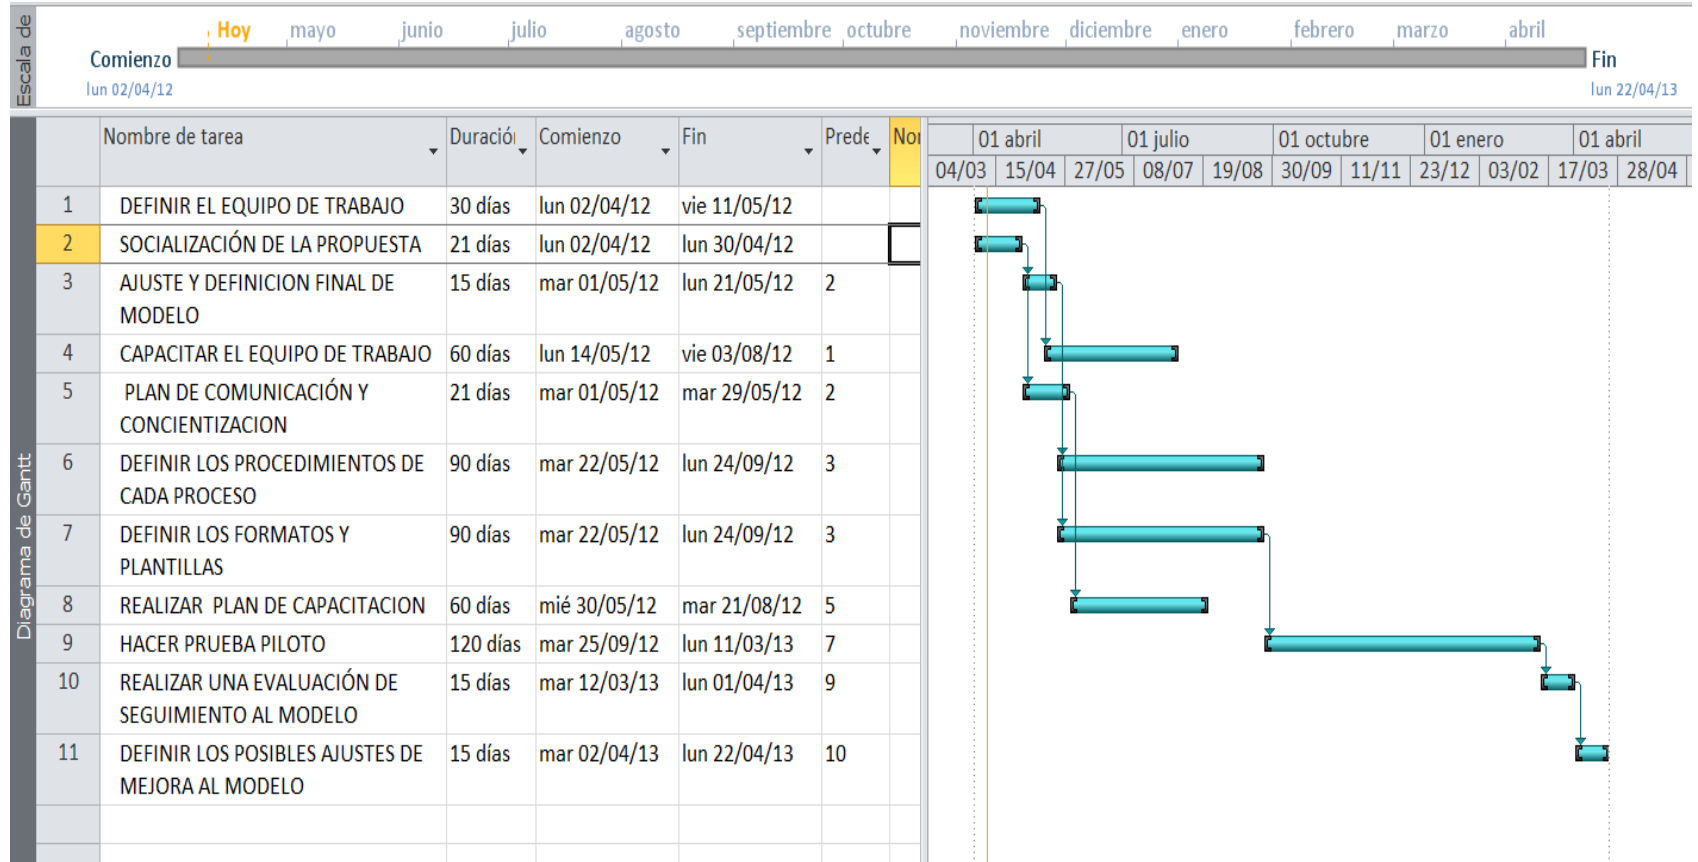 Escala de
Hoy mayo junio julio agosto septiembre octubre noviembre diciembre enero febrero marzo abril
Comienzo Fin
lun 02/04/12 lun 22/04/13
Diagrama de Gantt
Nombre de tarea Duració Comienzo Fin Prede Nor 01 abril 01 julio 01 octubre 01 enero 01 abril
04/03 15/04 27/05 08/07 19/08 30/09 11/11 23/12 03/02 17/03 28/04
1 DEFINIR EL EQUIPO DE TRABAJO 30 días lun 02/04/12 vie 11/05/12
2 SOCIALIZACIÓN DE LA PROPUESTA 21 días lun 02/04/12 lun 30/04/12
3 AJUSTE Y DEFINICION FINAL DE 15 días mar 01/05/12 lun 21/05/12 2
MODELO
4 CAPACITAR EL EQUIPO DE TRABAJO 60 días lun 14/05/12 vie 03/08/12 1
5 PLAN DE COMUNICACIÓN Y 21 días mar 01/05/12 mar 29/05/12 2
CONCIENTIZACION
6 DEFINIR LOS PROCEDIMIENTOS DE 90 días mar 22/05/12 lun 24/09/12 3
CADA PROCESO
7 DEFINIR LOS FORMATOS Y 90 días mar 22/05/12 lun 24/09/12 3
PLANTILLAS
8 REALIZAR PLAN DE CAPACITACION 60 días mié 30/05/12 mar 21/08/12 5
9 HACER PRUEBA PILOTO 120 días mar 25/09/12 lun 11/03/13 7
10 REALIZAR UNA EVALUACIÓN DE 15 días mar 12/03/13 lun 01/04/13 9
SEGUIMIENTO AL MODELO
11 DEFINIR LOS POSIBLES AJUSTES DE 15 días mar 02/04/13 lun 22/04/13 10
MEJORA AL MODELO